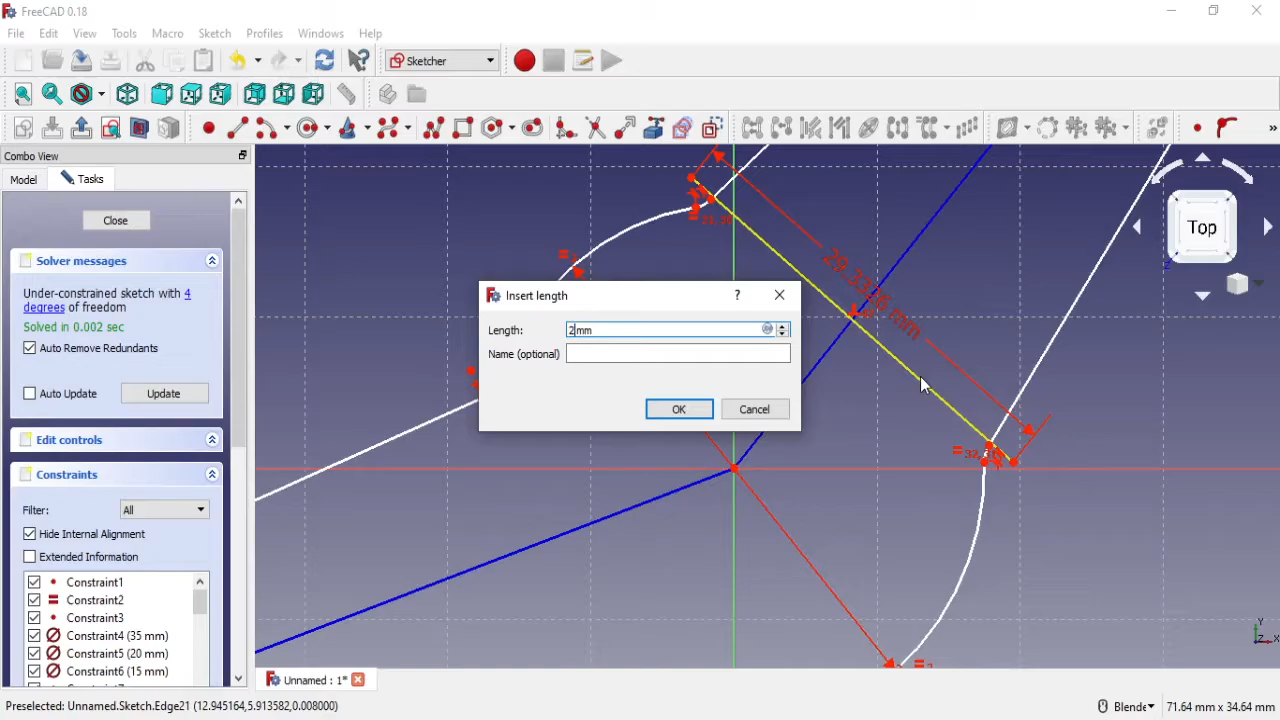 FreeCAD 0.18
File Edit View Tools Macro Sketch Profiles Windows Help
Sketcher
»
Combo View
Model Tasks
Close
Solver messages
Under-constrained sketch with 4
degrees of freedom
Solved in 0.002 sec
Auto Remove Redundants
Auto Update Update
Edit controls
Constraints
Filter: All
Hide Internal Alignment
Extended Information
Constraint1
Constraint2
Constraint3
Constraint4 (35 mm)
Constraint5 (20 mm)
Constraint6 (15 mm)
Insert length ?
Length: 2mm
Name (optional)
OK Cancel
Top
Unnamed : 1*
Preselected: Unnamed.Sketch.Edge21 (12.945164,5.913582,0.008000)
Blende 71.64 mm x 34.64 mm